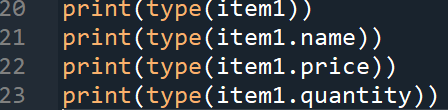 20 print(type(item1))
21 print(type(item1.name))
22 print(type(item1.price))
23 print(type(item1.quantity))